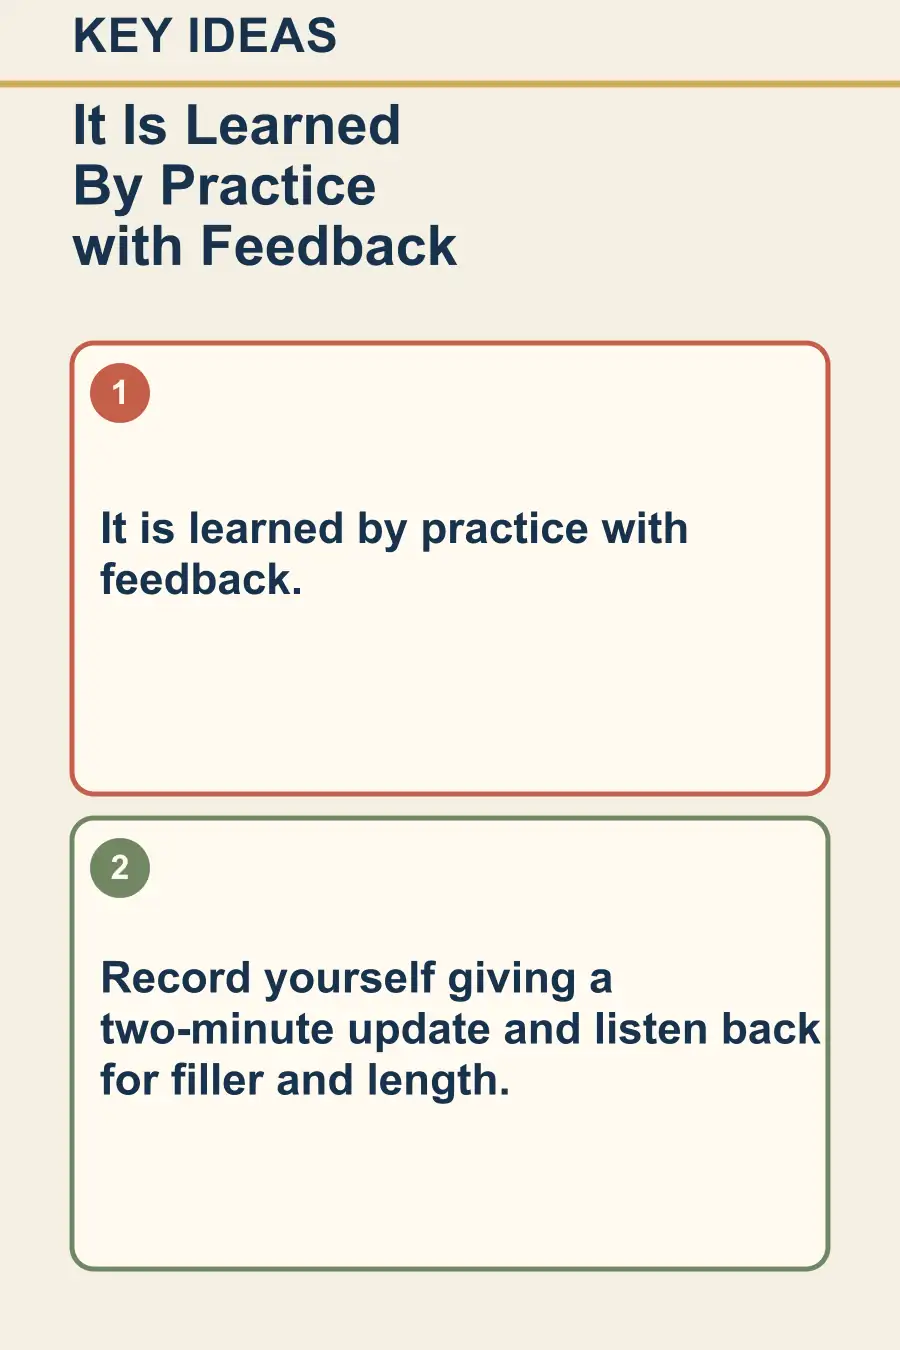 KEY IDEAS
It Is Learned
By Practice
with Feedback
1
It is learned by practice with
feedback.
2
Record yourself giving a
two-minute update and listen back
for filler and length.